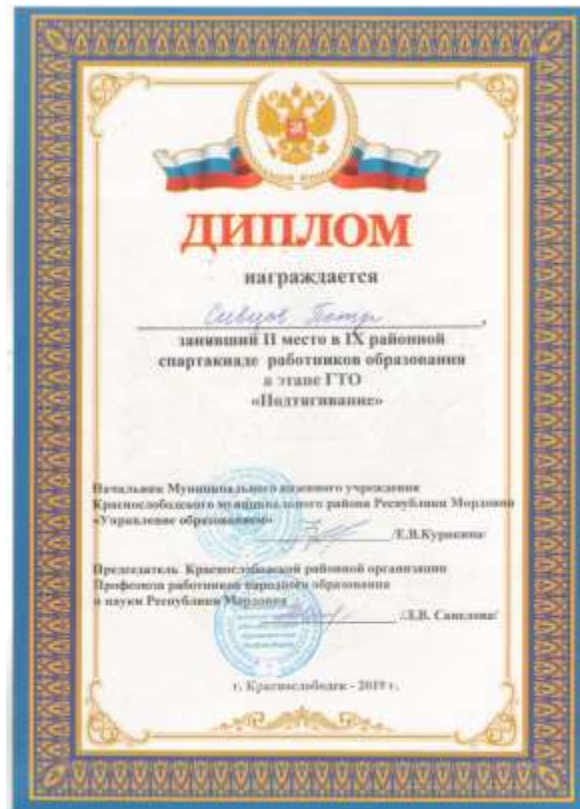 ДИПЛОМ
награждается
Сивцов Петр,
занявший II место в IX районной
спартакиаде работников образования
в этапе ГТО
«Подтягивание»
Начальник Муниципального казенного учреждения
Краснослободского муниципального района Республики Мордовия
«Управление образованием»
/Е.В.Куракина/
Председатель Краснослободской районной организации
Профсоюза работников народного образования
и науки Республики Мордовия
г. Краснослободск - 2019 г.